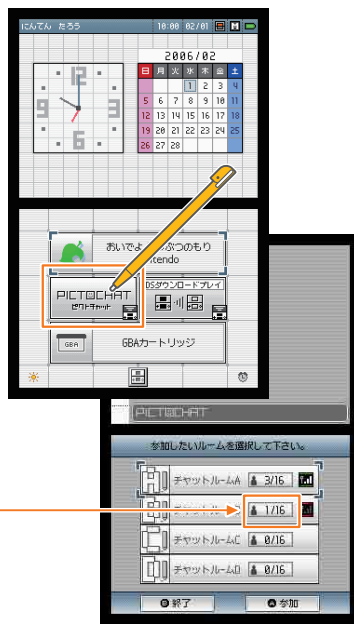 にんてん たろう 10:00 02/01 M
2006/02
日 月 火 水 木 金 土
1 2 3 4
5 6 7 8 9 10 11
12 13 14 15 16 17 18
19 20 21 22 23 24 25
26 27 28
12
9 3
6
おいでよ ぶつのもり
ntendo
PICTOCHAT
ピクトチャット
DSダウンロードプレイ
GBA
GBAカートリッジ
PICTOCHAT
参加したいルームを選択して下さい。
A チャットルームA 3/16
B 1/16
C チャットルームC 0/16
D チャットルームD 0/16
B 終了 A 参加